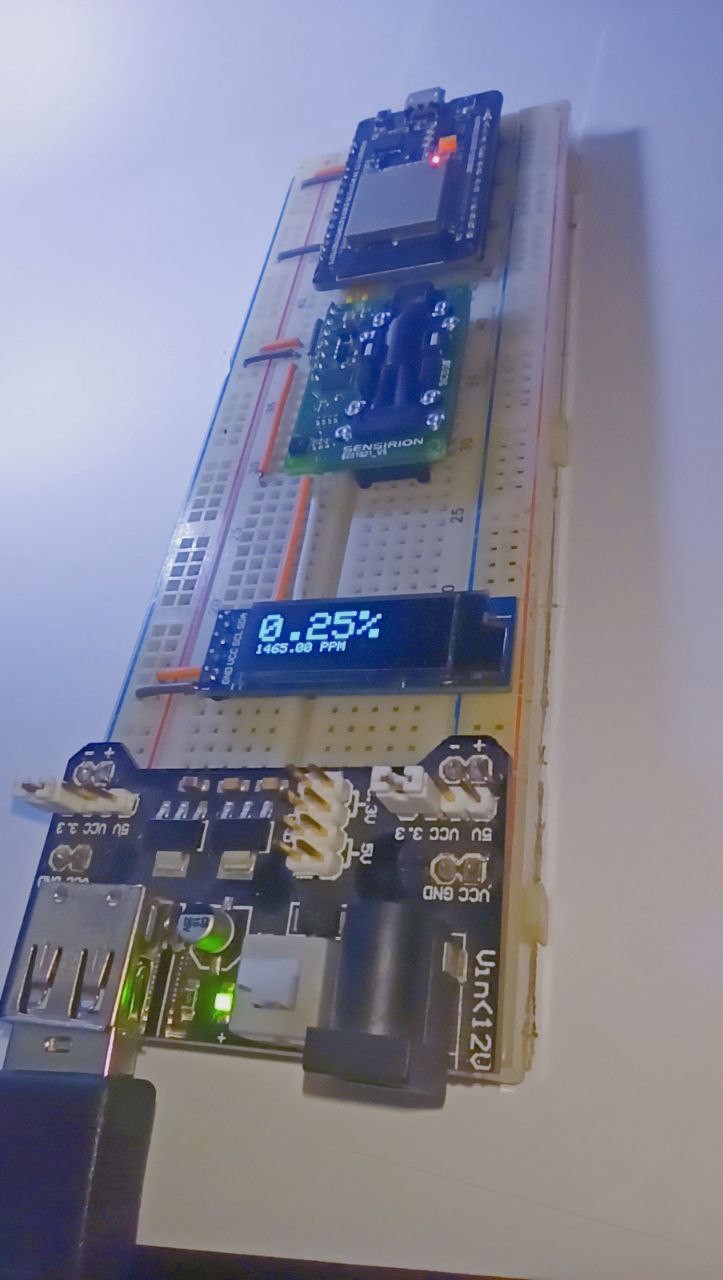 SENSIRION
30
25
GND VCC SCL SDA
0.25%
1465.00 PPM
- +
- +
5V VCC 3.3
3.3V
5V
5V VCC 3.3
VCC GND
Vin<12V
+